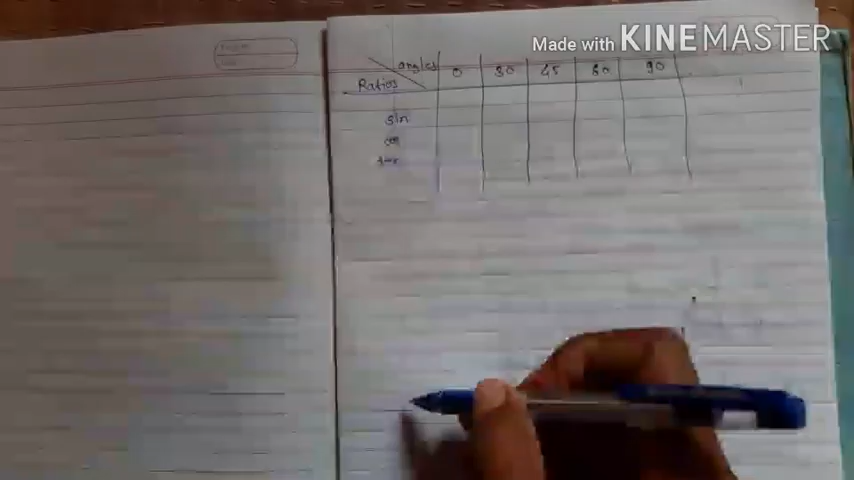 Made with KINEMASTER
angles 0 30 45 60 90
Ratios
sin
cos
tan